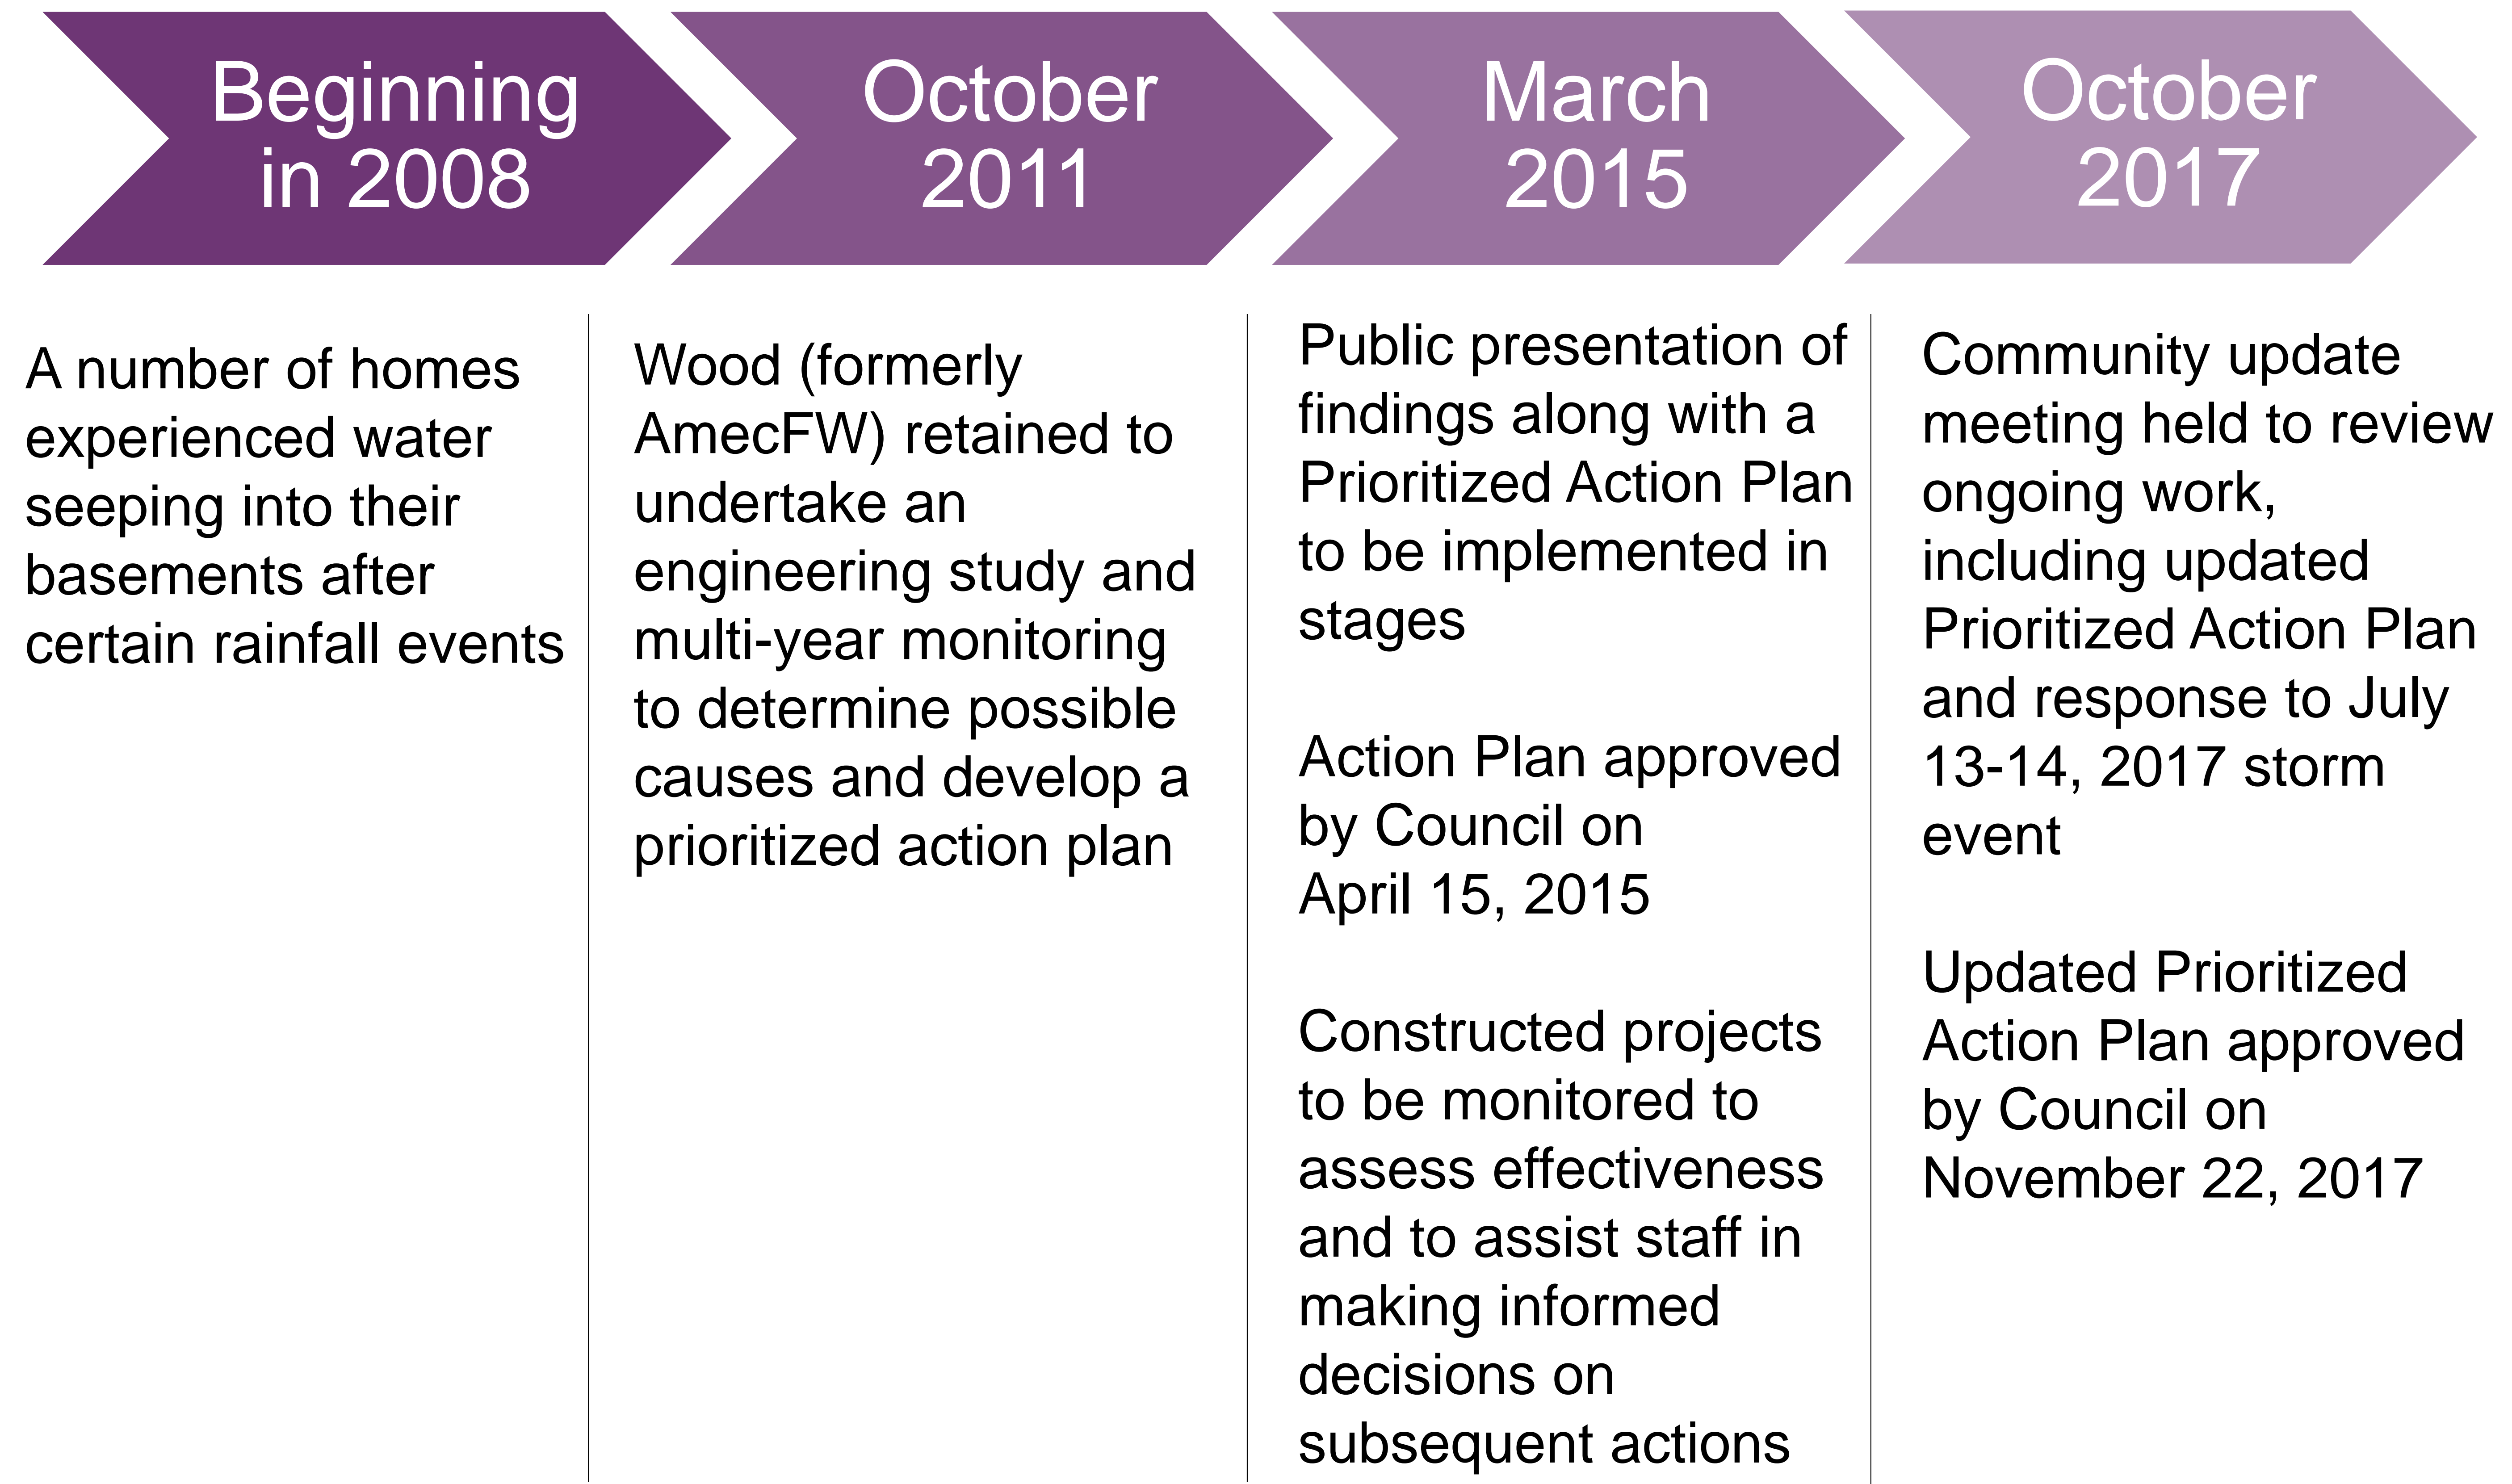 Beginning
in 2008
October
2011
March
2015
October
2017
A number of homes
experienced water
seeping into their
basements after
certain rainfall events
Wood (formerly
AmecFW) retained to
undertake an
engineering study and
multi-year monitoring
to determine possible
causes and develop a
prioritized action plan
Public presentation of
findings along with a
Prioritized Action Plan
to be implemented in
stages
Action Plan approved
by Council on
April 15, 2015
Constructed projects
to be monitored to
assess effectiveness
and to assist staff in
making informed
decisions on
subsequent actions
Community update
meeting held to review
ongoing work,
including updated
Prioritized Action Plan
and response to July
13-14, 2017 storm
event
Updated Prioritized
Action Plan approved
by Council on
November 22, 2017